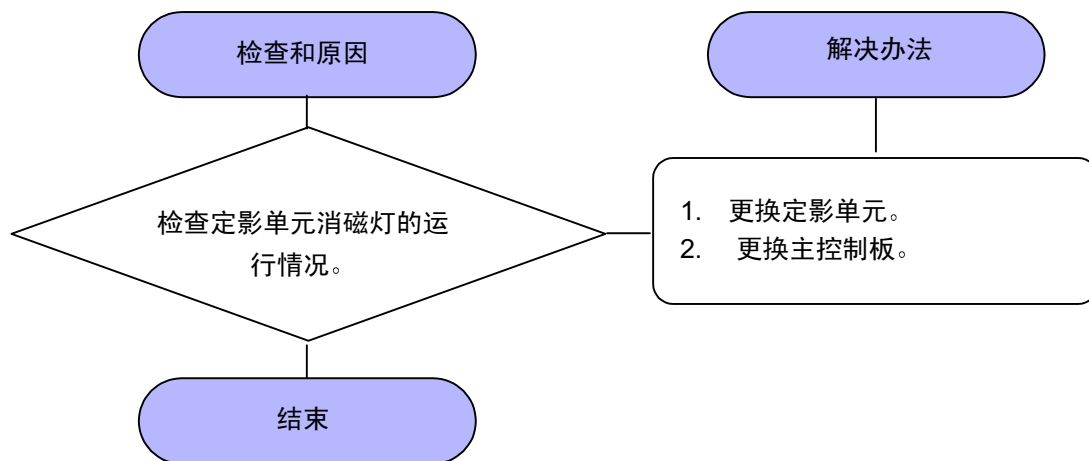 检查和原因
解决办法
检查定影单元消磁灯的运
行情况。
1. 更换定影单元。
2. 更换主控制板。
结束